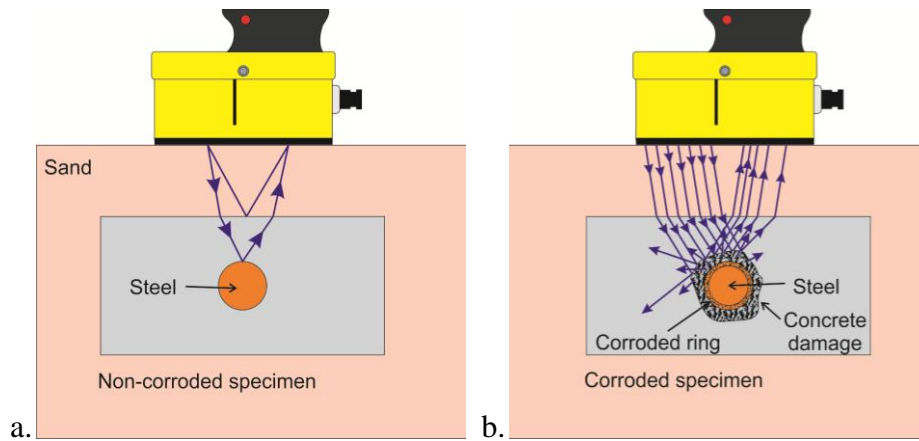 Sand
Steel
Non-corroded specimen
a.
Steel
Concrete
damage
Corroded ring
Corroded specimen
b.